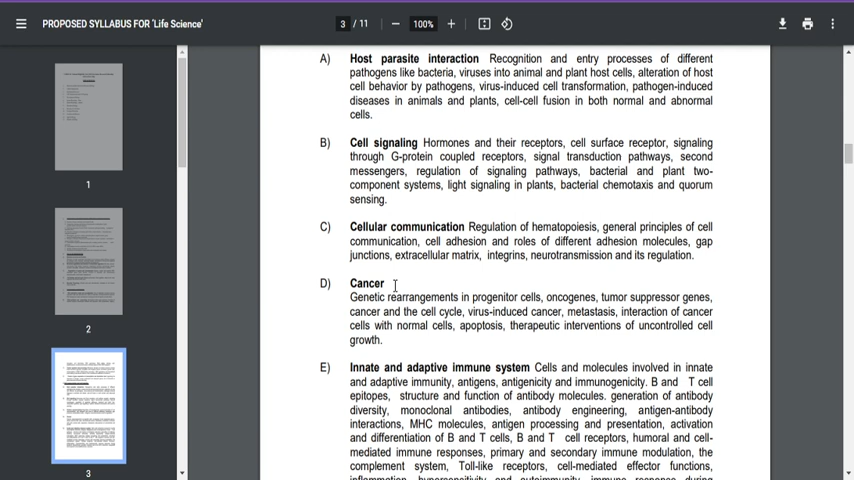 PROPOSED SYLLABUS FOR 'Life Science'
3 / 11
100%
1
2
3
A) Host parasite interaction Recognition and entry processes of different
pathogens like bacteria, viruses into animal and plant host cells, alteration of host
cell behavior by pathogens, virus-induced cell transformation, pathogen-induced
diseases in animals and plants, cell-cell fusion in both normal and abnormal
cells.
B) Cell signaling Hormones and their receptors, cell surface receptor, signaling
through G-protein coupled receptors, signal transduction pathways, second
messengers, regulation of signaling pathways, bacterial and plant two-
component systems, light signaling in plants, bacterial chemotaxis and quorum
sensing.
C) Cellular communication Regulation of hematopoiesis, general principles of cell
communication, cell adhesion and roles of different adhesion molecules, gap
junctions, extracellular matrix, integrins, neurotransmission and its regulation.
D) Cancer
Genetic rearrangements in progenitor cells, oncogenes, tumor suppressor genes,
cancer and the cell cycle, virus-induced cancer, metastasis, interaction of cancer
cells with normal cells, apoptosis, therapeutic interventions of uncontrolled cell
growth.
E) Innate and adaptive immune system Cells and molecules involved in innate
and adaptive immunity, antigens, antigenicity and immunogenicity. B and T cell
epitopes, structure and function of antibody molecules. generation of antibody
diversity, monoclonal antibodies, antibody engineering, antigen-antibody
interactions, MHC molecules, antigen processing and presentation, activation
and differentiation of B and T cells, B and T cell receptors, humoral and cell-
mediated immune responses, primary and secondary immune modulation, the
complement system, Toll-like receptors, cell-mediated effector functions,
inflammation, hypersensitivity and autoimmunity, immune response during